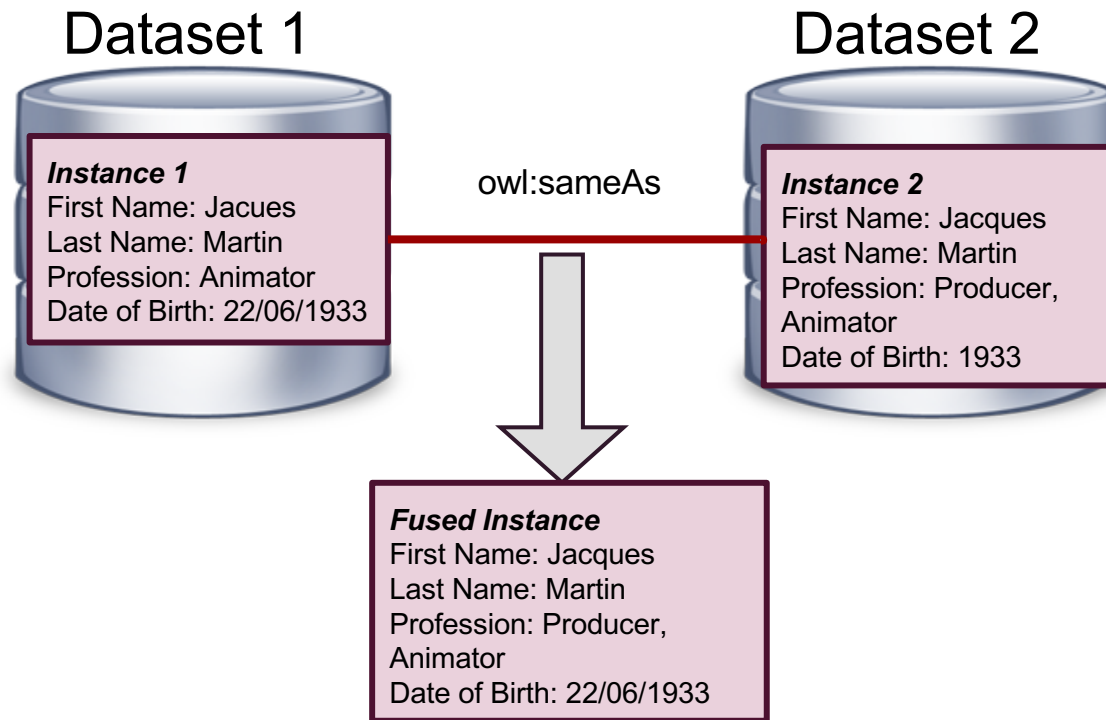 Dataset 1
Dataset 2
Instance 1
First Name: Jacues
Last Name: Martin
Profession: Animator
Date of Birth: 22/06/1933
owl:sameAs
Instance 2
First Name: Jacques
Last Name: Martin
Profession: Producer,
Animator
Date of Birth: 1933
Fused Instance
First Name: Jacques
Last Name: Martin
Profession: Producer,
Animator
Date of Birth: 22/06/1933